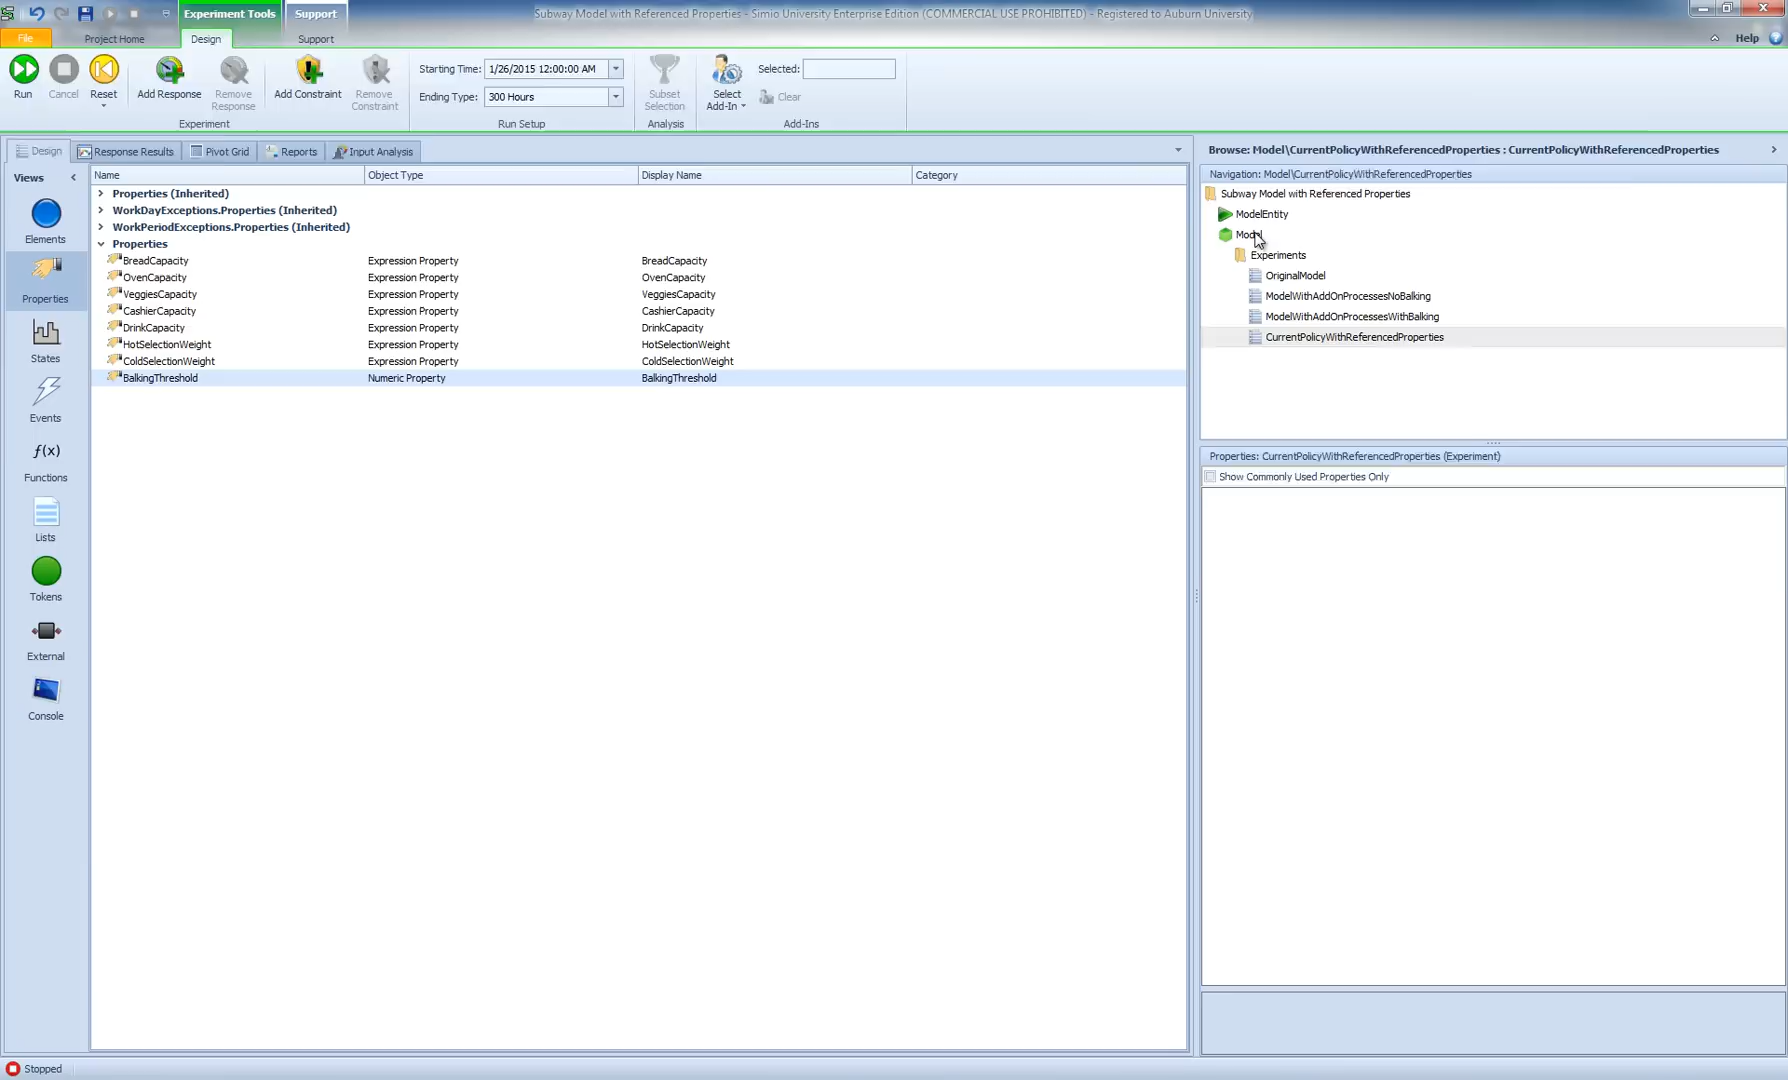 Experiment Tools
Support
Subway Model with Referenced Properties - Simio University Enterprise Edition (COMMERCIAL USE PROHIBITED) - Registered to Auburn University
File
Project Home
Design
Support
Help
Run
Cancel
Reset
Add Response
Remove Response
Add Constraint
Remove Constraint
Experiment
Starting Time: 1/26/2015 12:00:00 AM
Ending Type: 300 Hours
Run Setup
Subset Selection
Analysis
Select Add-In
Selected:
Clear
Add-Ins
Design
Response Results
Pivot Grid
Reports
Input Analysis
Views
Elements
Properties
States
Events
f(x)
Functions
Lists
Tokens
External
Console
Name Object Type Display Name Category
Properties (Inherited)
WorkDayExceptions.Properties (Inherited)
WorkPeriodExceptions.Properties (Inherited)
Properties
BreadCapacity Expression Property BreadCapacity
OvenCapacity Expression Property OvenCapacity
VeggiesCapacity Expression Property VeggiesCapacity
CashierCapacity Expression Property CashierCapacity
DrinkCapacity Expression Property DrinkCapacity
HotSelectionWeight Expression Property HotSelectionWeight
ColdSelectionWeight Expression Property ColdSelectionWeight
BalkingThreshold Numeric Property BalkingThreshold
Browse: Model\CurrentPolicyWithReferencedProperties : CurrentPolicyWithReferencedProperties
Navigation: Model\CurrentPolicyWithReferencedProperties
Subway Model with Referenced Properties
ModelEntity
Model
Experiments
OriginalModel
ModelWithAddOnProcessesNoBalking
ModelWithAddOnProcessesWithBalking
CurrentPolicyWithReferencedProperties
Properties: CurrentPolicyWithReferencedProperties (Experiment)
Show Commonly Used Properties Only
Stopped